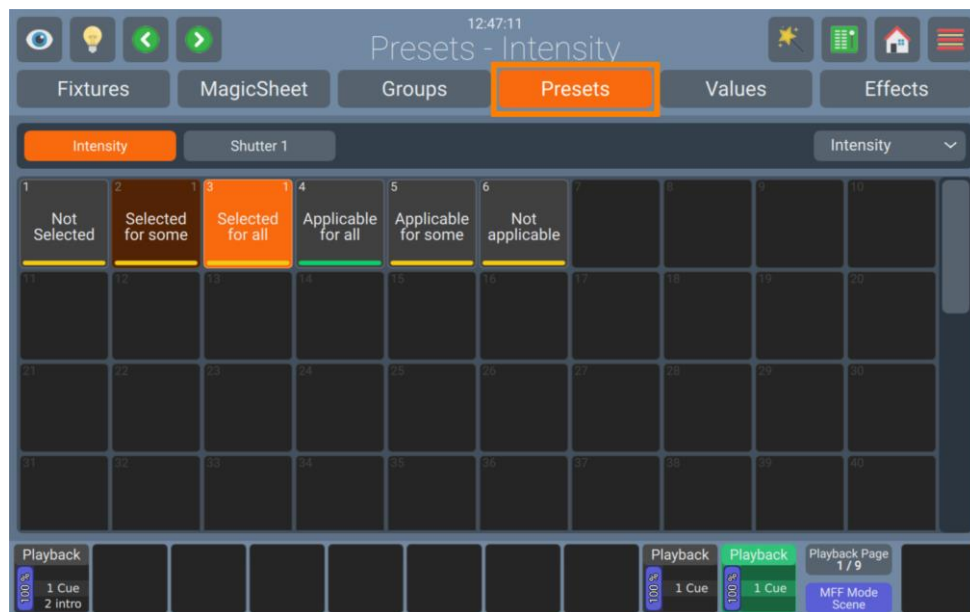 12:47:11
Presets - Intensity
Fixtures
MagicSheet
Groups
Presets
Values
Effects
Intensity
Shutter 1
Intensity
1
Not
Selected
2 1
Selected
for some
3 1
Selected
for all
4
Applicable
for all
5
Applicable
for some
6
Not
applicable
7
8
9
10
11
12
13
14
15
16
17
18
19
20
21
22
23
24
25
26
27
28
29
30
31
32
33
34
35
36
37
38
39
40
Playback
100 %
1 Cue
2 intro
Playback
100 %
1 Cue
Playback
100 %
1 Cue
Playback Page
1 / 9
MFF Mode
Scene